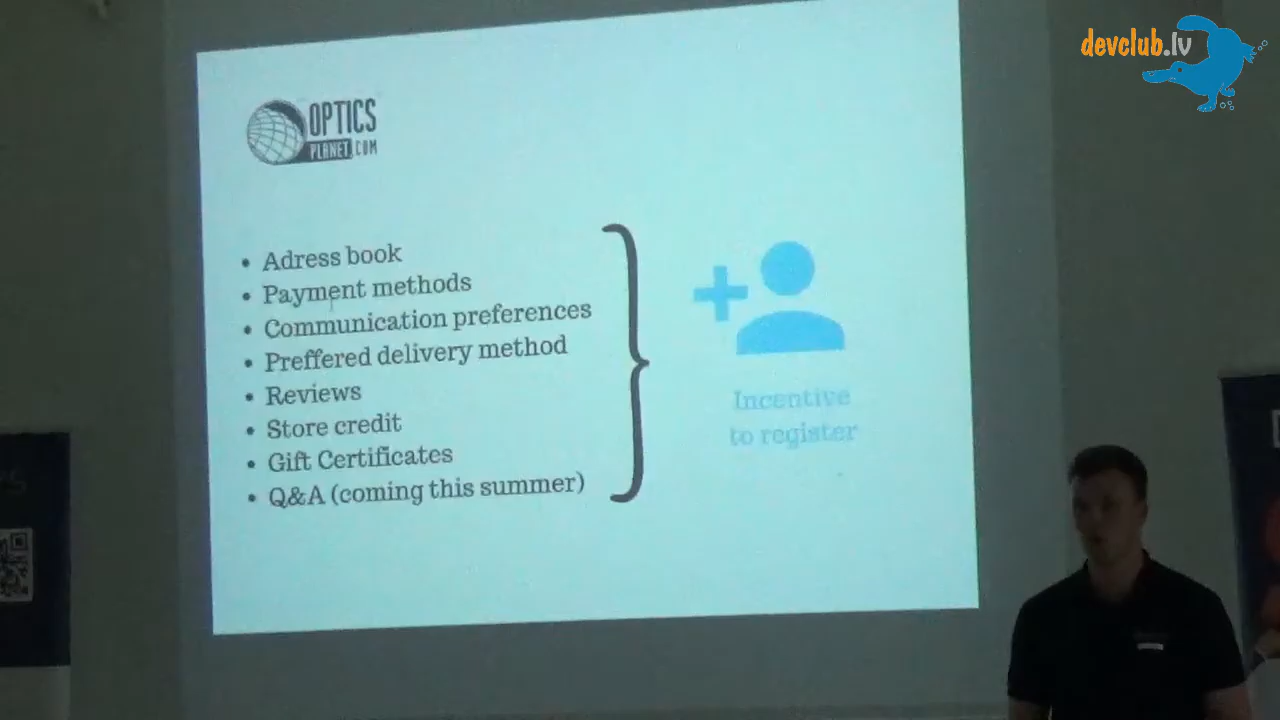 devclub.lv
OPTICS
PLANET.COM
• Adress book
• Payment methods
• Communication preferences
• Preffered delivery method
• Reviews
• Store credit
• Gift Certificates
• Q&A (coming this summer)
Incentive
to register